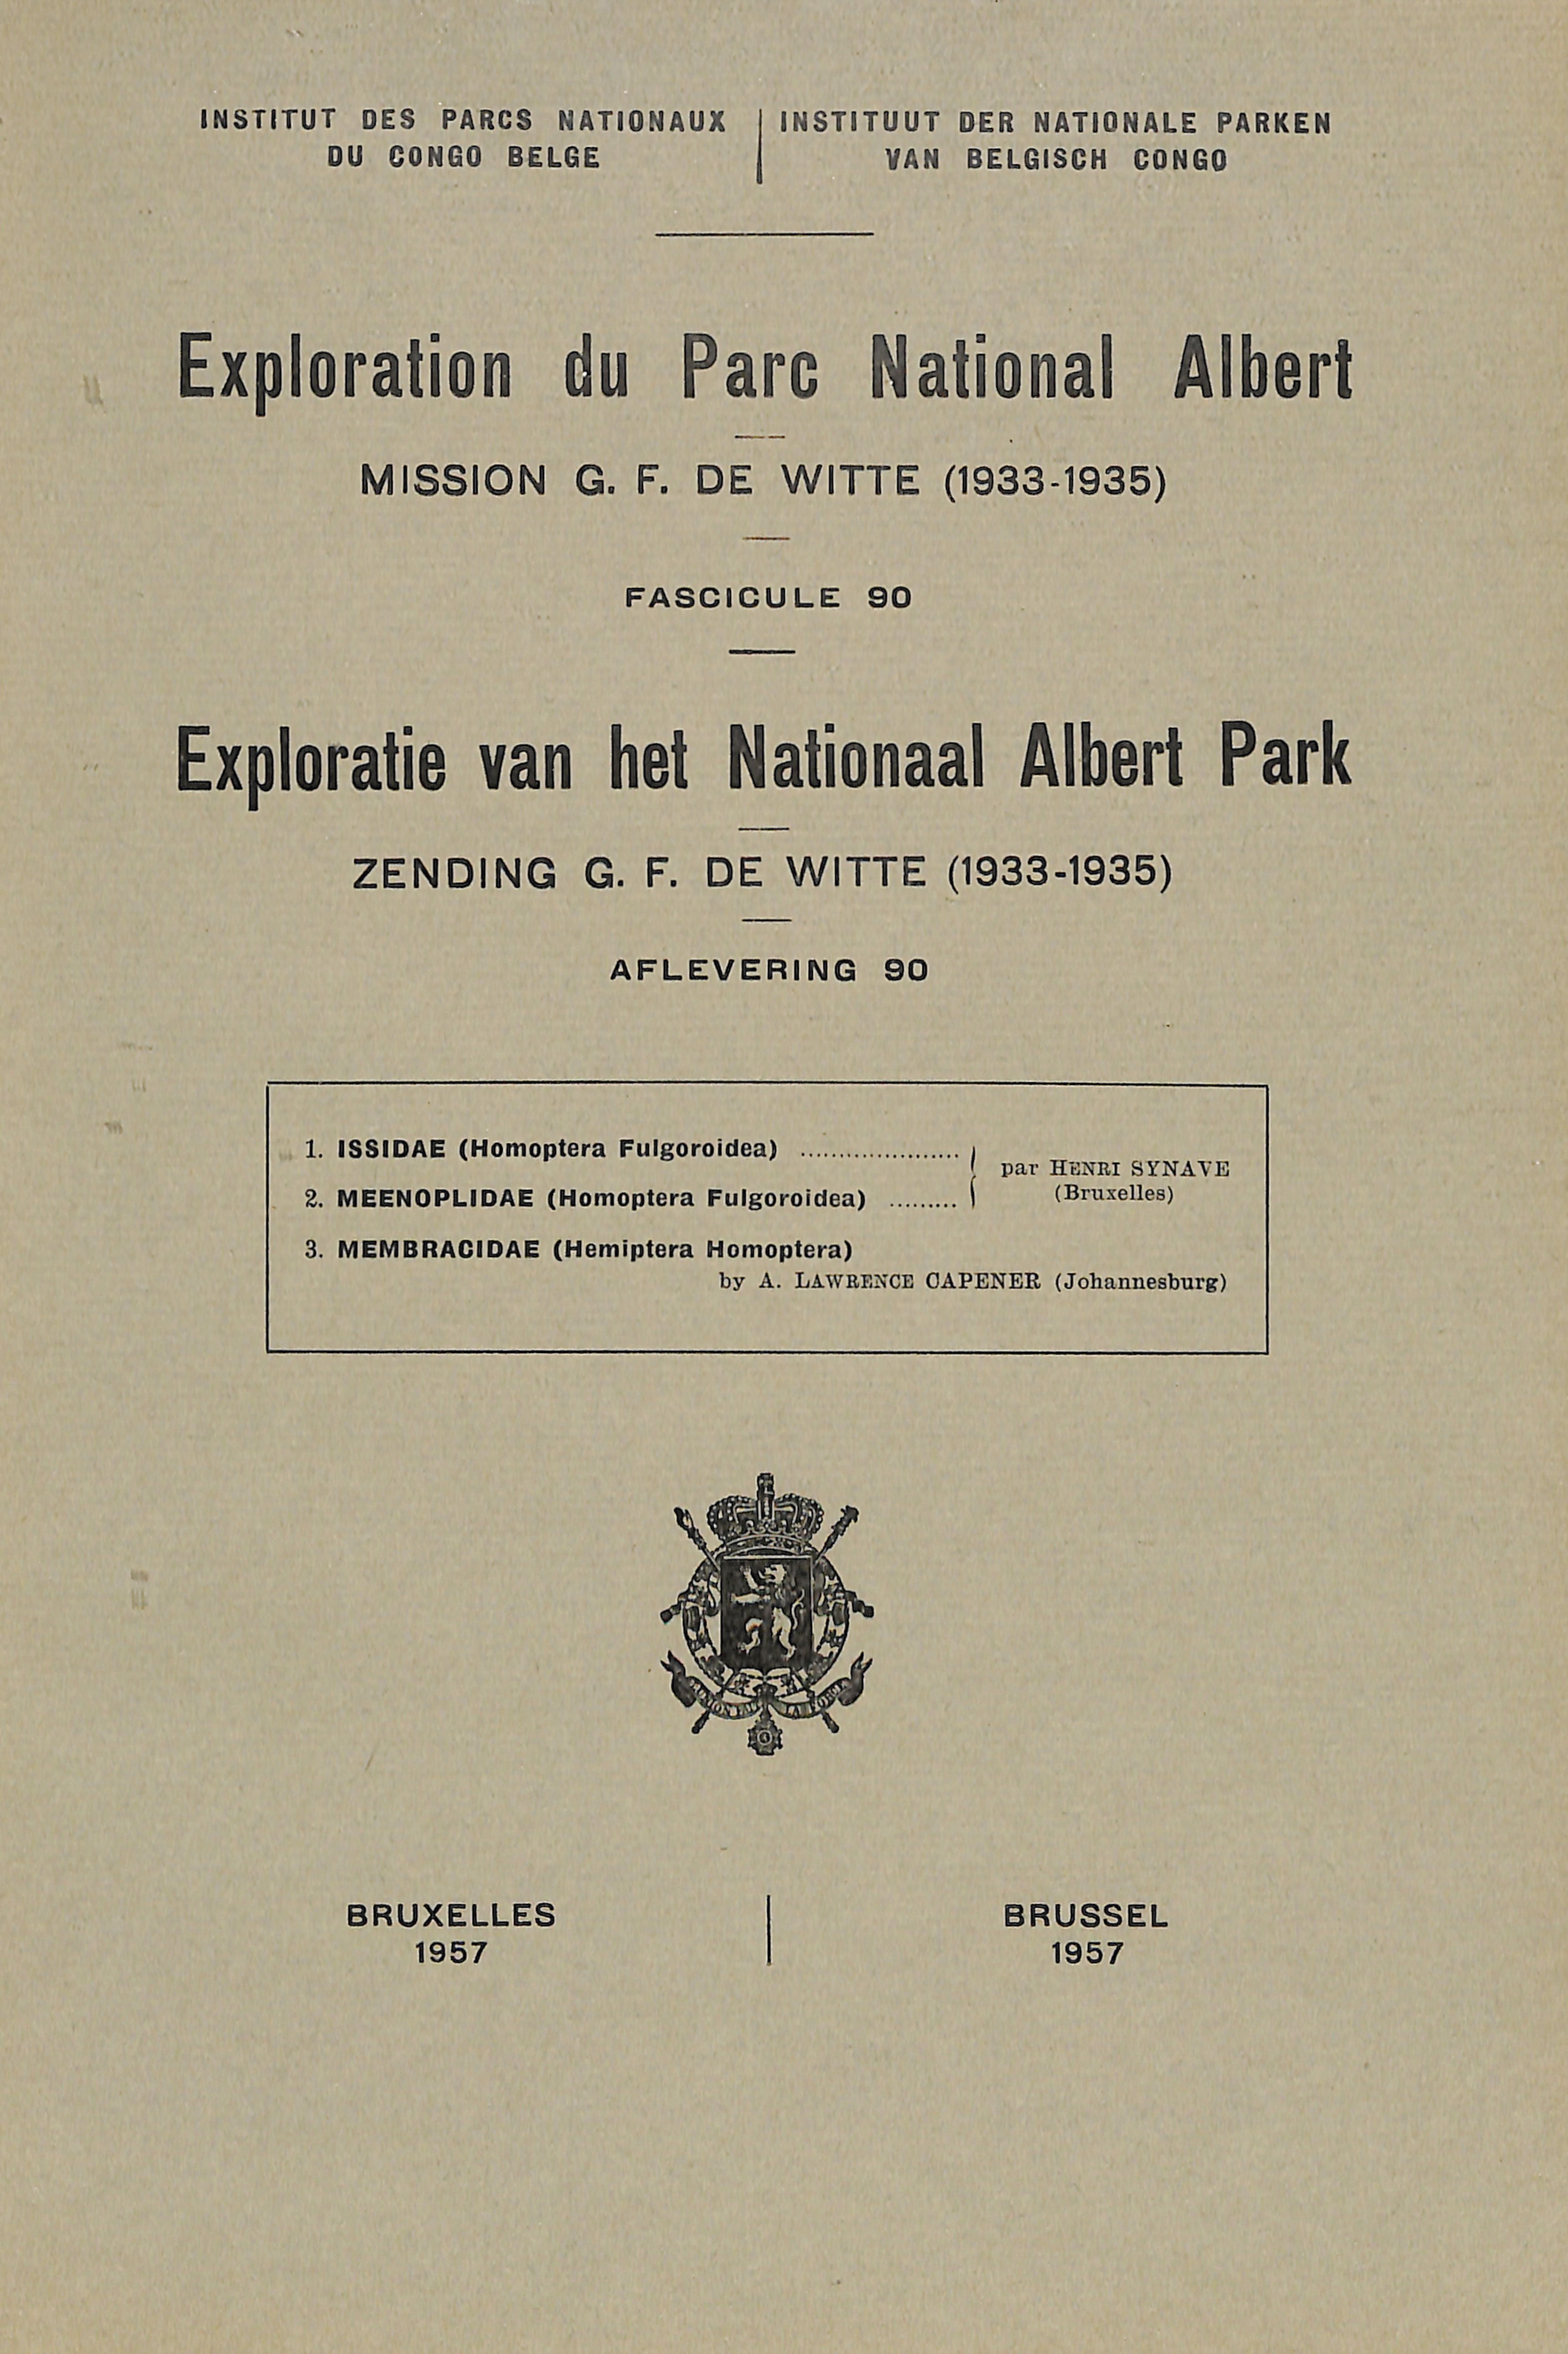 INSTITUT DES PARCS NATIONAUX
DU CONGO BELGE
INSTITUUT DER NATIONALE PARKEN
VAN BELGISCH CONGO
Exploration du Parc National Albert
MISSION G. F. DE WITTE (1933-1935)
FASCICULE 90
Exploratie van het Nationaal Albert Park
ZENDING G. F. DE WITTE (1933-1935)
AFLEVERING 90
1. ISSIDAE (Homoptera Fulgoroidea) .....................
2. MEENOPLIDAE (Homoptera Fulgoroidea) .........
par HENRI SYNAVE
(Bruxelles)
3. MEMBRACIDAE (Hemiptera Homoptera)
by A. LAWRENCE CAPENER (Johannesburg)
BRUXELLES
1957
BRUSSEL
1957